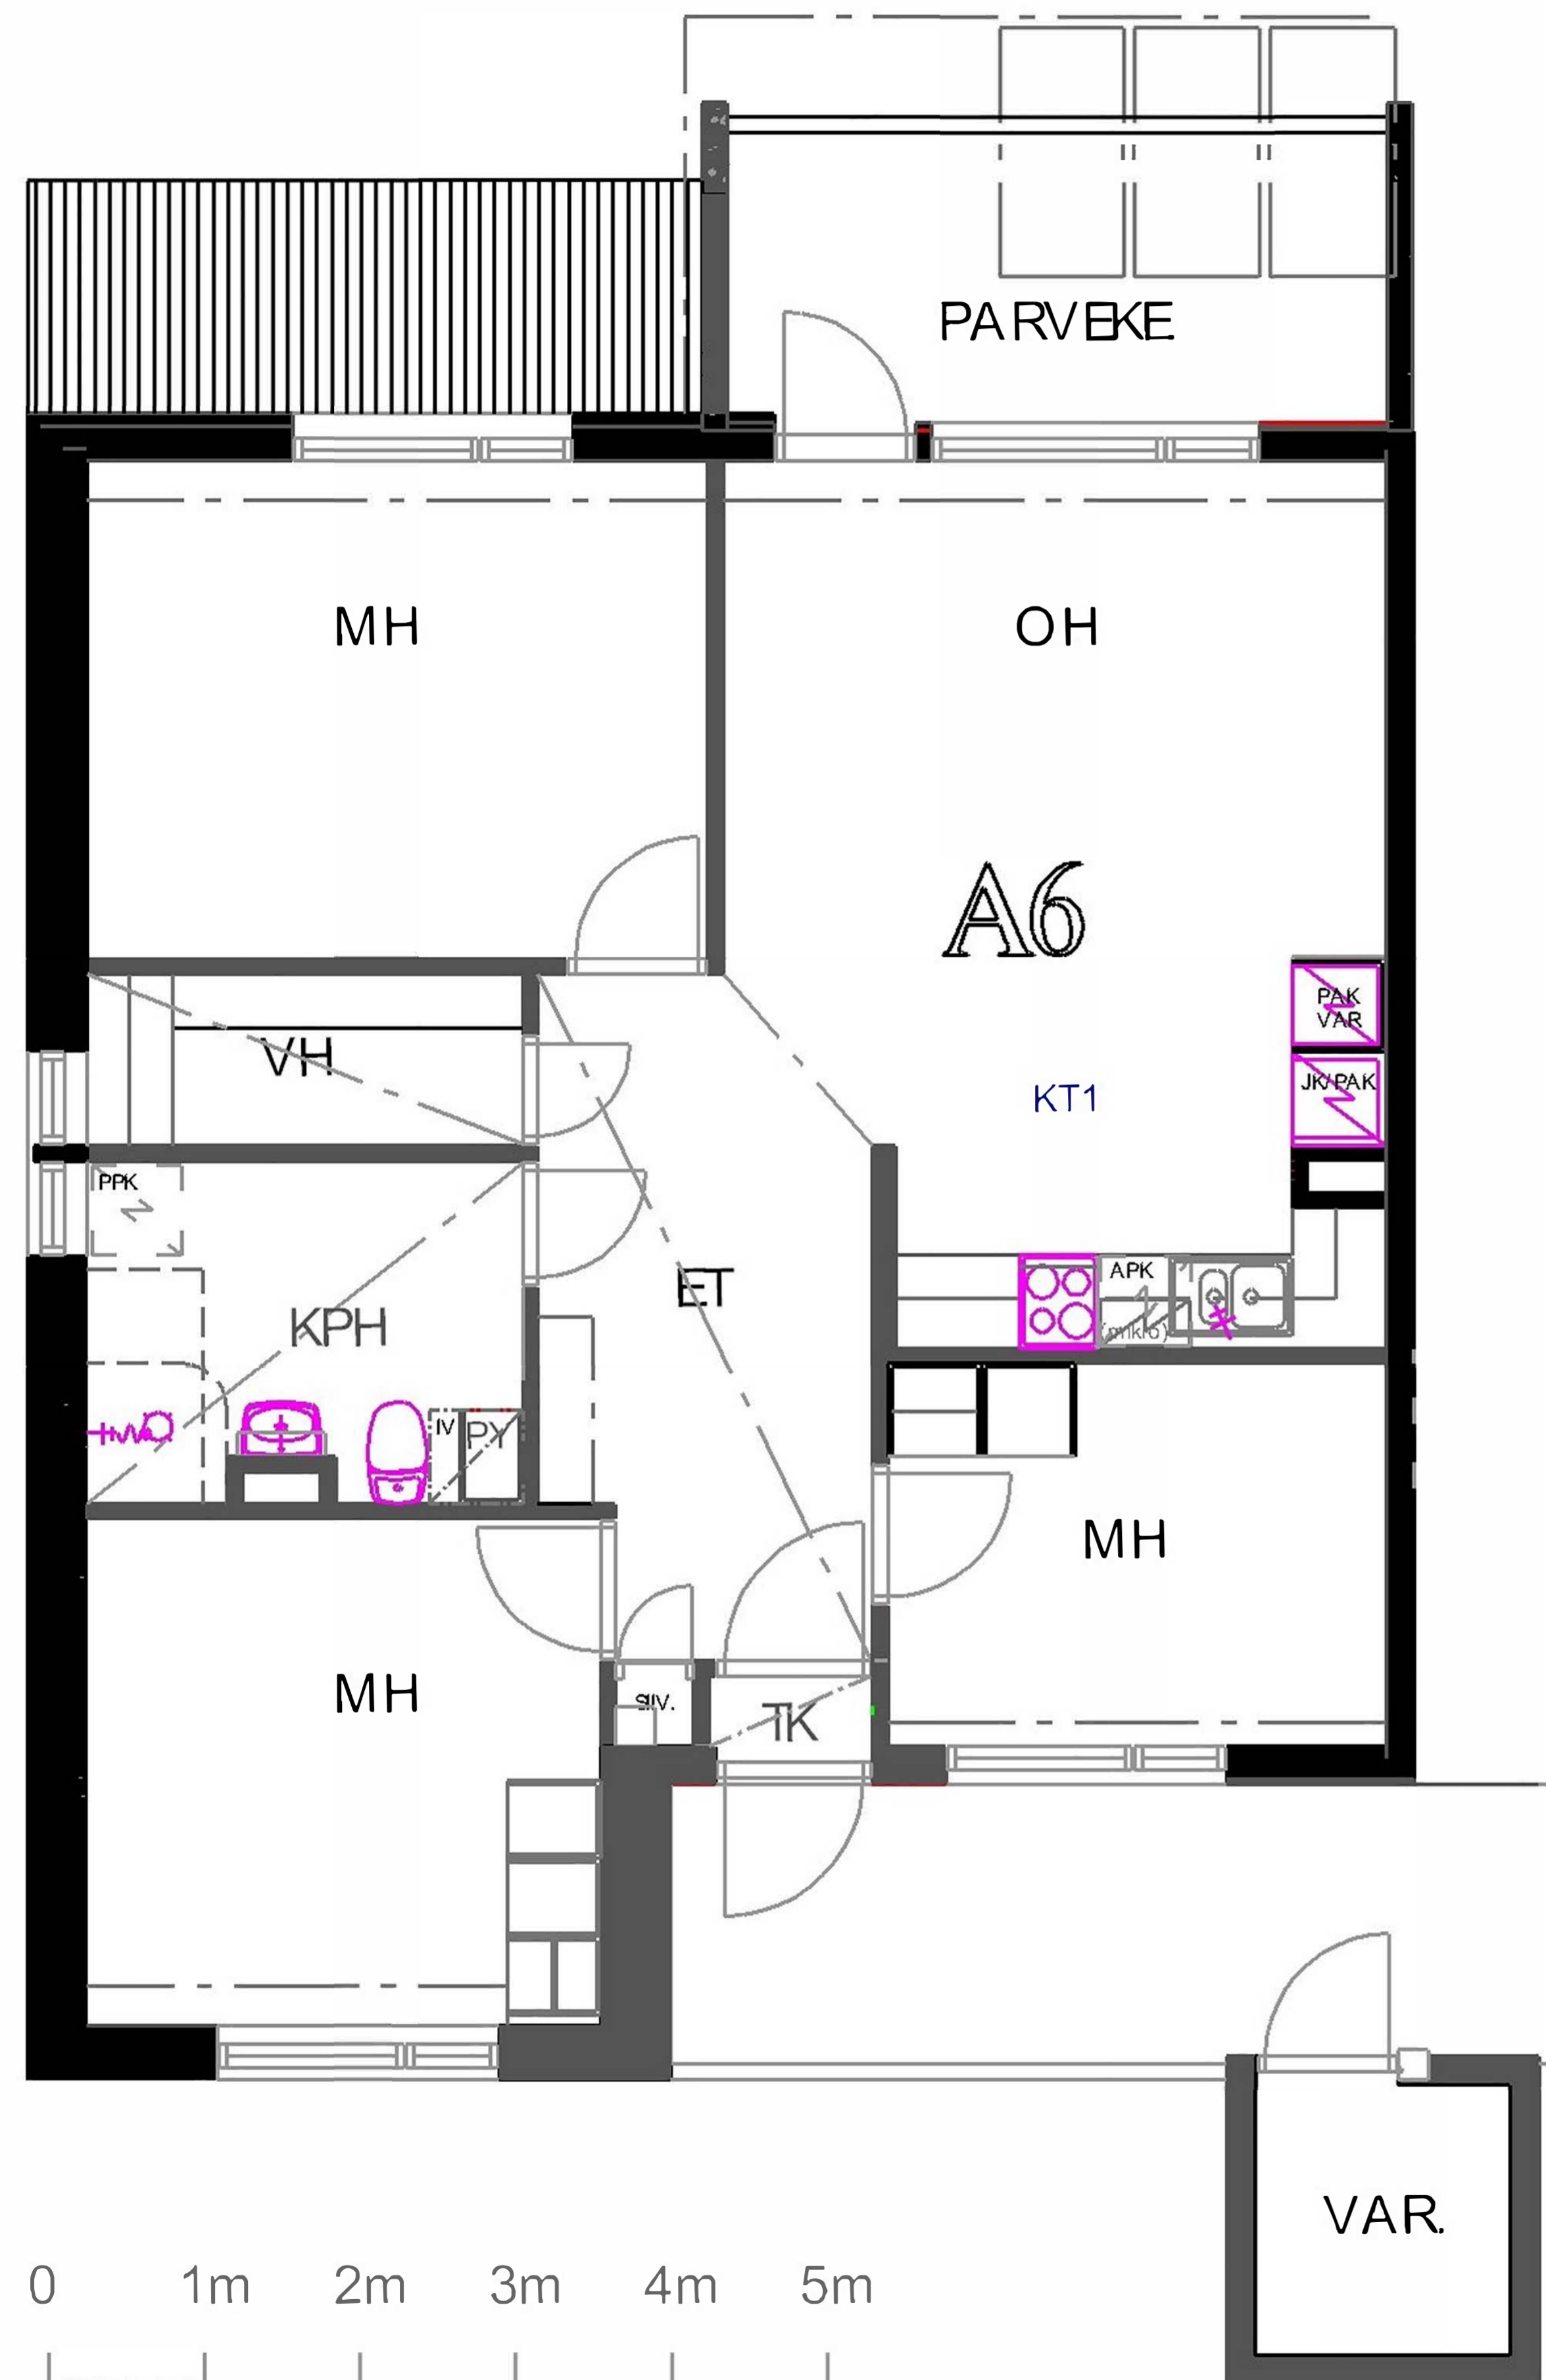 PARVEKE
MH
OH
A6
PAK
VAR
VH
JK/PAK
KT1
PPK
ET
APK
KPH
(mikro)
IV
PY
MH
MH
SIIV.
TK
VAR.
0 1m 2m 3m 4m 5m